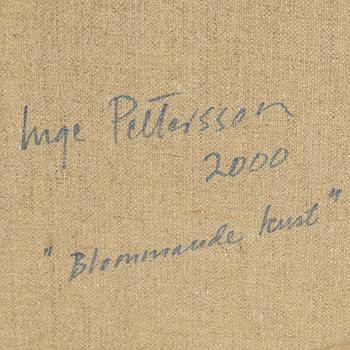 Inge Pettersson
2000
"Blommande kust"